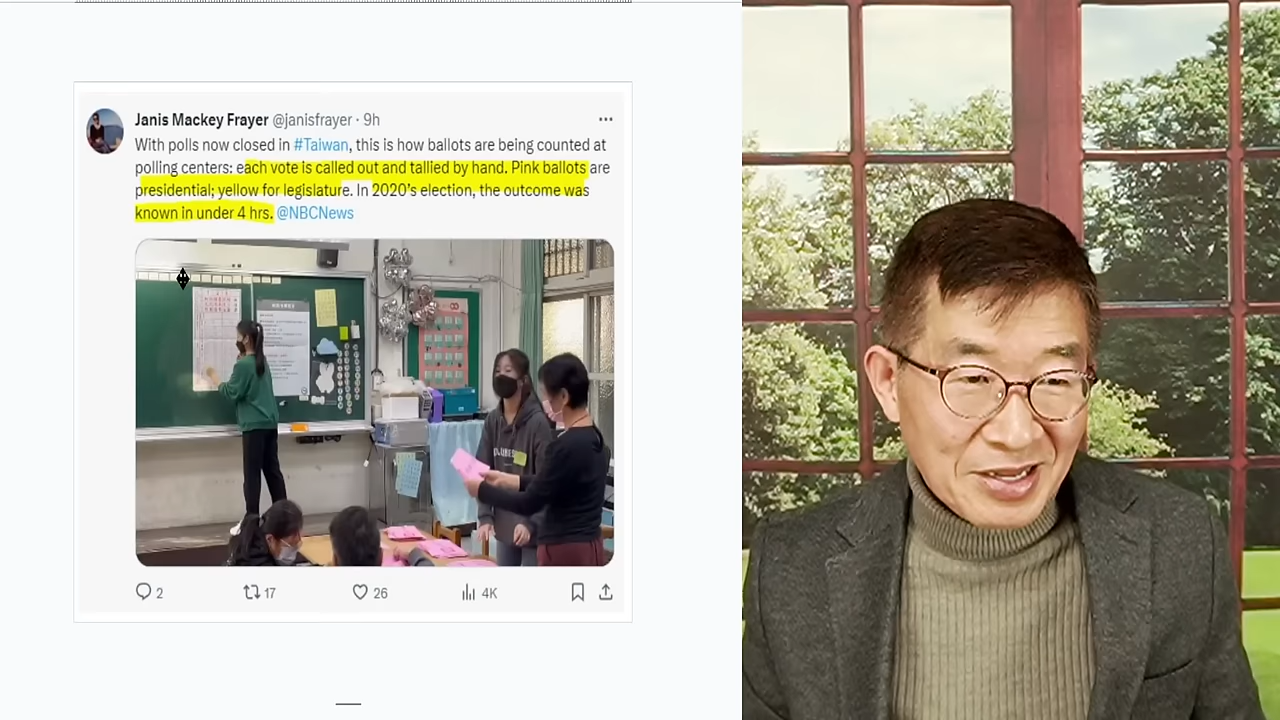 Janis Mackey Frayer @janisfrayer · 9h
With polls now closed in #Taiwan, this is how ballots are being counted at
polling centers: each vote is called out and tallied by hand. Pink ballots are
presidential; yellow for legislature. In 2020's election, the outcome was
known in under 4 hrs. @NBCNews
2 17 26 4K